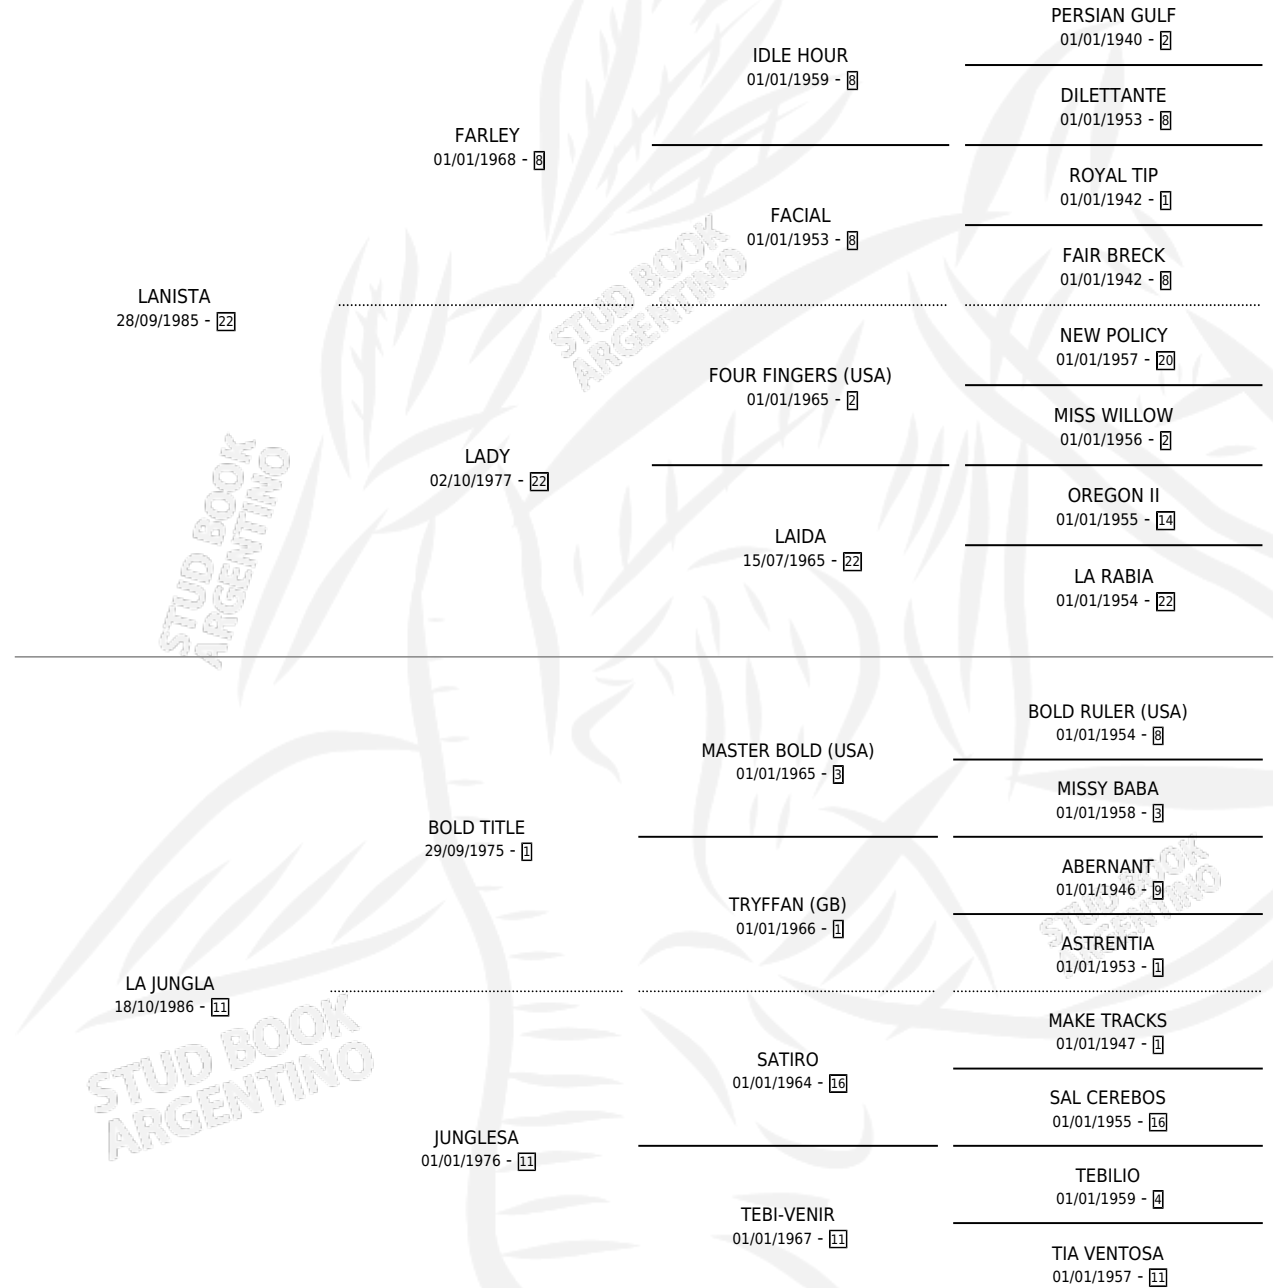 PERSIAN GULF
01/01/1940 - 2
IDLE HOUR
01/01/1959 - 8
DILETTANTE
01/01/1953 - 8
FARLEY
01/01/1968 - 8
ROYAL TIP
01/01/1942 - 1
FACIAL
01/01/1953 - 8
FAIR BRECK
01/01/1942 - 8
LANISTA
28/09/1985 - 22
NEW POLICY
01/01/1957 - 20
FOUR FINGERS (USA)
01/01/1965 - 2
MISS WILLOW
01/01/1956 - 2
LADY
02/10/1977 - 22
OREGON II
01/01/1955 - 14
LAIDA
15/07/1965 - 22
LA RABIA
01/01/1954 - 22
BOLD RULER (USA)
01/01/1954 - 8
MASTER BOLD (USA)
01/01/1965 - 3
MISSY BABA
01/01/1958 - 3
BOLD TITLE
29/09/1975 - 1
ABERNANT
01/01/1946 - 9
TRYFFAN (GB)
01/01/1966 - 1
ASTRENTIA
01/01/1953 - 1
LA JUNGLA
18/10/1986 - 11
MAKE TRACKS
01/01/1947 - 1
SATIRO
01/01/1964 - 16
SAL CEREBOS
01/01/1955 - 16
JUNGLESA
01/01/1976 - 11
TEBILIO
01/01/1959 - 4
TEBI-VENIR
01/01/1967 - 11
TIA VENTOSA
01/01/1957 - 11
STUD BOOK
ARGENTINO
STUD BOOK
ARGENTINO
STUD BOOK
ARGENTINO
STUD BOOK
ARGENTINO